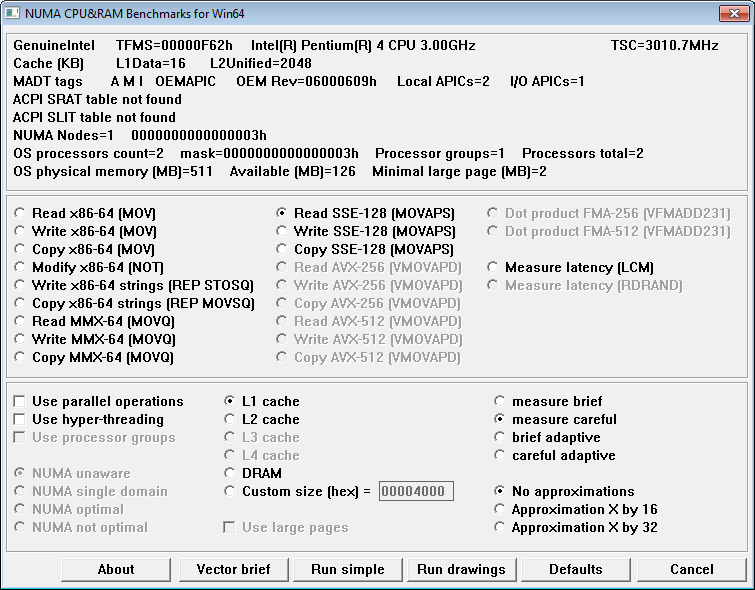 NUMA CPU&RAM Benchmarks for Win64
GenuineIntel TFMS=00000F62h Intel(R) Pentium(R) 4 CPU 3.00GHz TSC=3010.7MHz
Cache (KB) L1Data=16 L2Unified=2048
MADT tags A M I OEMAPIC OEM Rev=06000609h Local APICs=2 I/O APICs=1
ACPI SRAT table not found
ACPI SLIT table not found
NUMA Nodes=1 0000000000000003h
OS processors count=2 mask=0000000000000003h Processor groups=1 Processors total=2
OS physical memory (MB)=511 Available (MB)=126 Minimal large page (MB)=2
Read x86-64 (MOV)
Write x86-64 (MOV)
Copy x86-64 (MOV)
Modify x86-64 (NOT)
Write x86-64 strings (REP STOSQ)
Copy x86-64 strings (REP MOVSQ)
Read MMX-64 (MOVQ)
Write MMX-64 (MOVQ)
Copy MMX-64 (MOVQ)
Read SSE-128 (MOVAPS)
Write SSE-128 (MOVAPS)
Copy SSE-128 (MOVAPS)
Read AVX-256 (VMOVAPD)
Write AVX-256 (VMOVAPD)
Copy AVX-256 (VMOVAPD)
Read AVX-512 (VMOVAPD)
Write AVX-512 (VMOVAPD)
Copy AVX-512 (VMOVAPD)
Dot product FMA-256 (VFMADD231)
Dot product FMA-512 (VFMADD231)
Measure latency (LCM)
Measure latency (RDRAND)
Use parallel operations
Use hyper-threading
Use processor groups
NUMA unaware
NUMA single domain
NUMA optimal
NUMA not optimal
L1 cache
L2 cache
L3 cache
L4 cache
DRAM
Custom size (hex) = 00004000
Use large pages
measure brief
measure careful
brief adaptive
careful adaptive
No approximations
Approximation X by 16
Approximation X by 32
About Vector brief Run simple Run drawings Defaults Cancel